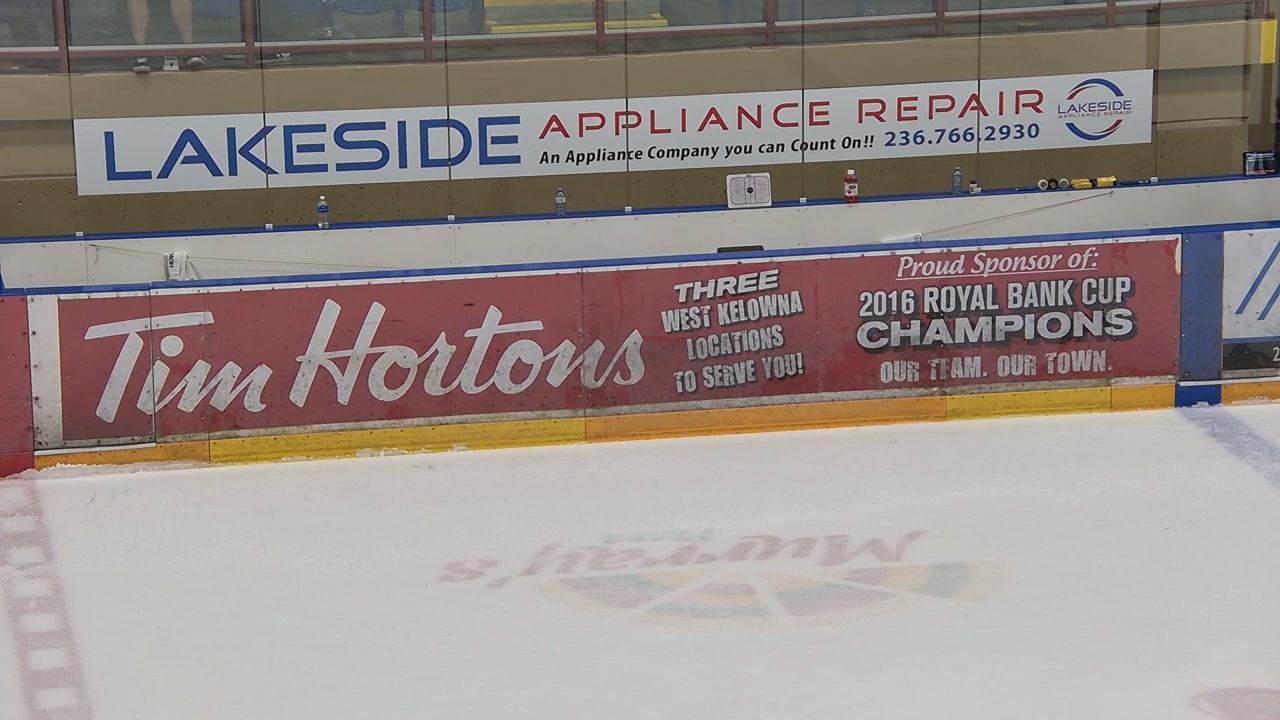 LAKESIDE
APPLIANCE REPAIR
An Appliance Company you can Count On!! 236.766.2930
LAKESIDE
APPLIANCE REPAIR
Tim Hortons
THREE
WEST KELOWNA
LOCATIONS
TO SERVE YOU!
Proud Sponsor of:
2016 ROYAL BANK CUP
CHAMPIONS
OUR TEAM. OUR TOWN.
Murray's